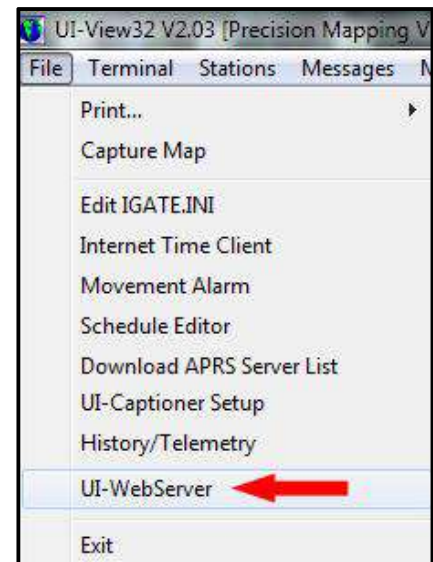 UI-View32 V2.03 [Precision Mapping V
File Terminal Stations Messages
Print...
Capture Map
Edit IGATE.INI
Internet Time Client
Movement Alarm
Schedule Editor
Download APRS Server List
UI-Captioner Setup
History/Telemetry
UI-WebServer
Exit